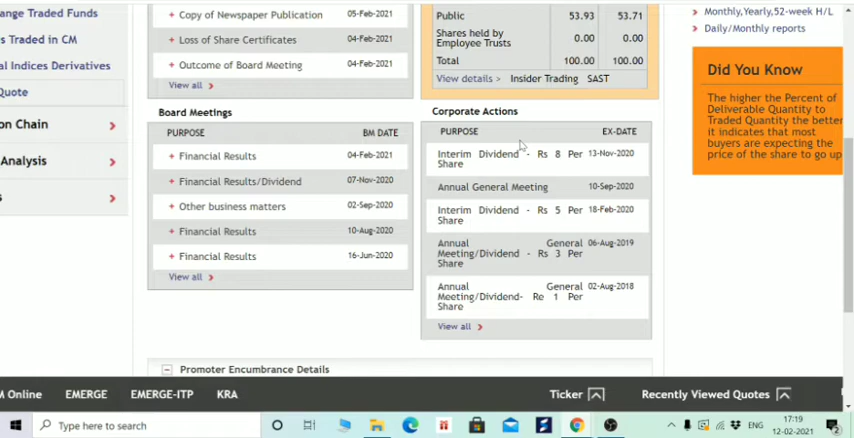 ange Traded Funds
s Traded in CM
al Indices Derivatives
Quote
on Chain
Analysis
s
+ Copy of Newspaper Publication 05-Feb-2021
+ Loss of Share Certificates 04-Feb-2021
+ Outcome of Board Meeting 04-Feb-2021
View all >
Public 53.93 53.71
Shares held by
Employee Trusts 0.00 0.00
Total 100.00 100.00
View details > Insider Trading SAST
Monthly,Yearly,52-week H/L
Daily/Monthly reports
Did You Know
The higher the Percent of
Deliverable Quantity to
Traded Quantity the better
it indicates that most
buyers are expecting the
price of the share to go up
Board Meetings
PURPOSE BM DATE
+ Financial Results 04-Feb-2021
+ Financial Results/Dividend 07-Nov-2020
+ Other business matters 02-Sep-2020
+ Financial Results 10-Aug-2020
+ Financial Results 16-Jun-2020
View all >
Corporate Actions
PURPOSE EX-DATE
Interim Dividend - Rs 8 Per 13-Nov-2020
Share
Annual General Meeting 10-Sep-2020
Interim Dividend - Rs 5 Per 18-Feb-2020
Share
Annual General 06-Aug-2019
Meeting/Dividend - Rs 3 Per
Share
Annual General 02-Aug-2018
Meeting/Dividend- Re 1 Per
Share
View all >
Promoter Encumbrance Details
M Online EMERGE EMERGE-ITP KRA Ticker Recently Viewed Quotes
Type here to search
ENG
17:19
12-02-2021
2